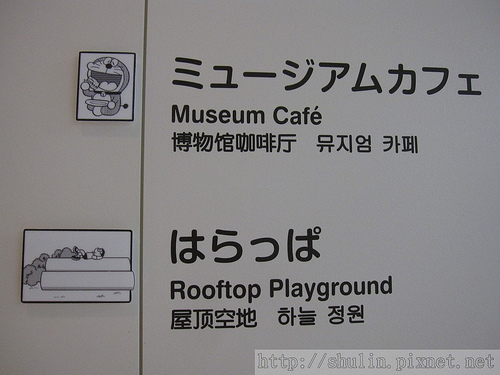 ミュージアムカフェ
Museum Café
博物馆咖啡厅 뮤지엄 카페
はらっぱ
Rooftop Playground
屋顶空地 하늘 정원
http://shulin.pixnet.net